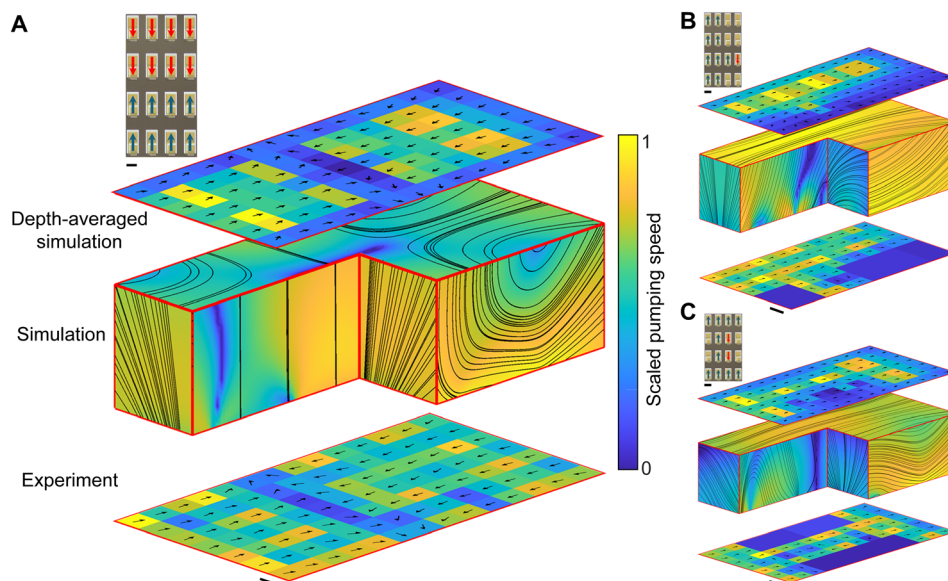 A
Depth-averaged
simulation
Simulation
Experiment
1
Scaled pumping speed
0
B
C